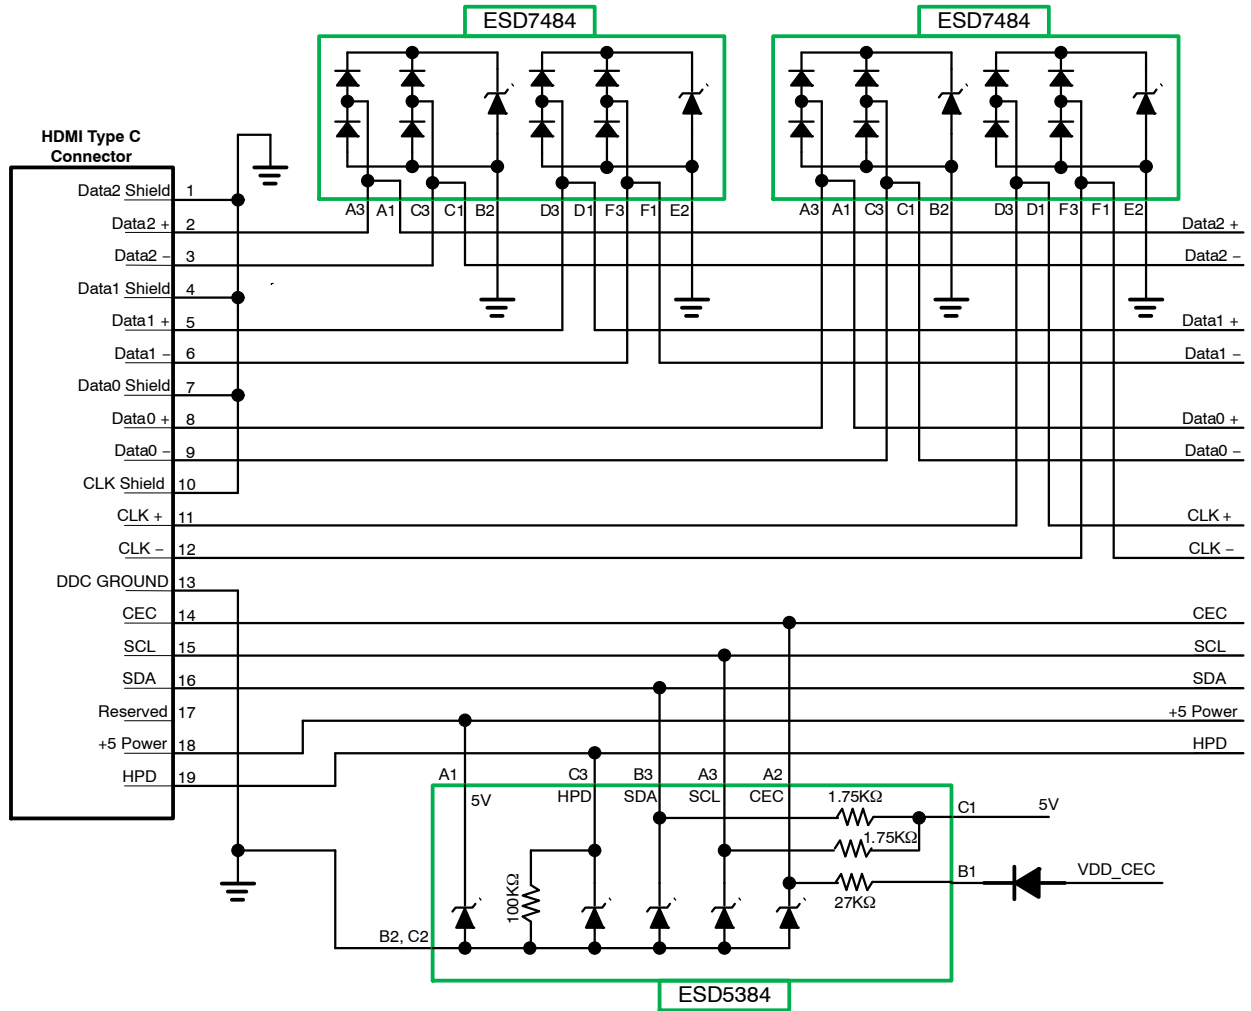 ESD7484
ESD7484
HDMI Type C
Connector
A3 A1 C3 C1 B2 D3 D1 F3 F1 E2
A3 A1 C3 C1 B2 D3 D1 F3 F1 E2
Data2 Shield 1
Data2 + 2 Data2 +
Data2 − 3 Data2 −
Data1 Shield 4
Data1 + 5 Data1 +
Data1 − 6 Data1 −
Data0 Shield 7
Data0 + 8 Data0 +
Data0 − 9 Data0 −
CLK Shield 10
CLK + 11 CLK +
CLK − 12 CLK −
DDC GROUND 13
CEC 14 CEC
SCL 15 SCL
SDA 16 SDA
Reserved 17 +5 Power
+5 Power 18 HPD
HPD 19
A1 C3 B3 A3 A2
5V HPD SDA SCL CEC
1.75KΩ
C1 5V
1.75KΩ
B1 VDD_CEC
27KΩ
100KΩ
B2, C2
ESD5384